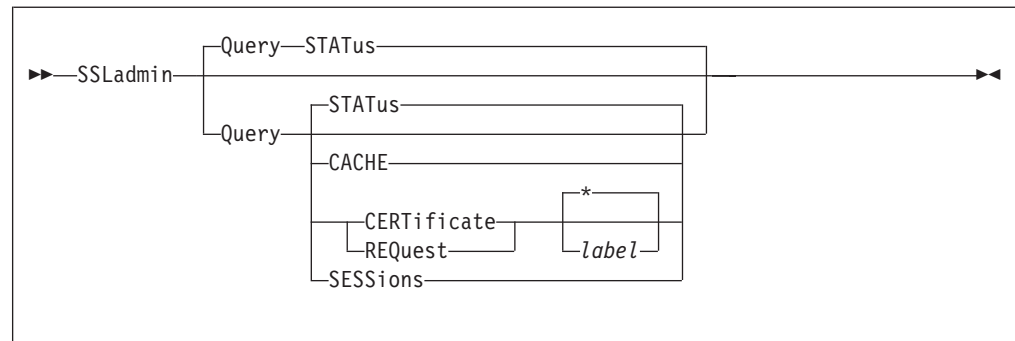 Query STATus
SSLadmin
STATus
Query
CACHE
*
CERTificate
REQuest label
SESSions